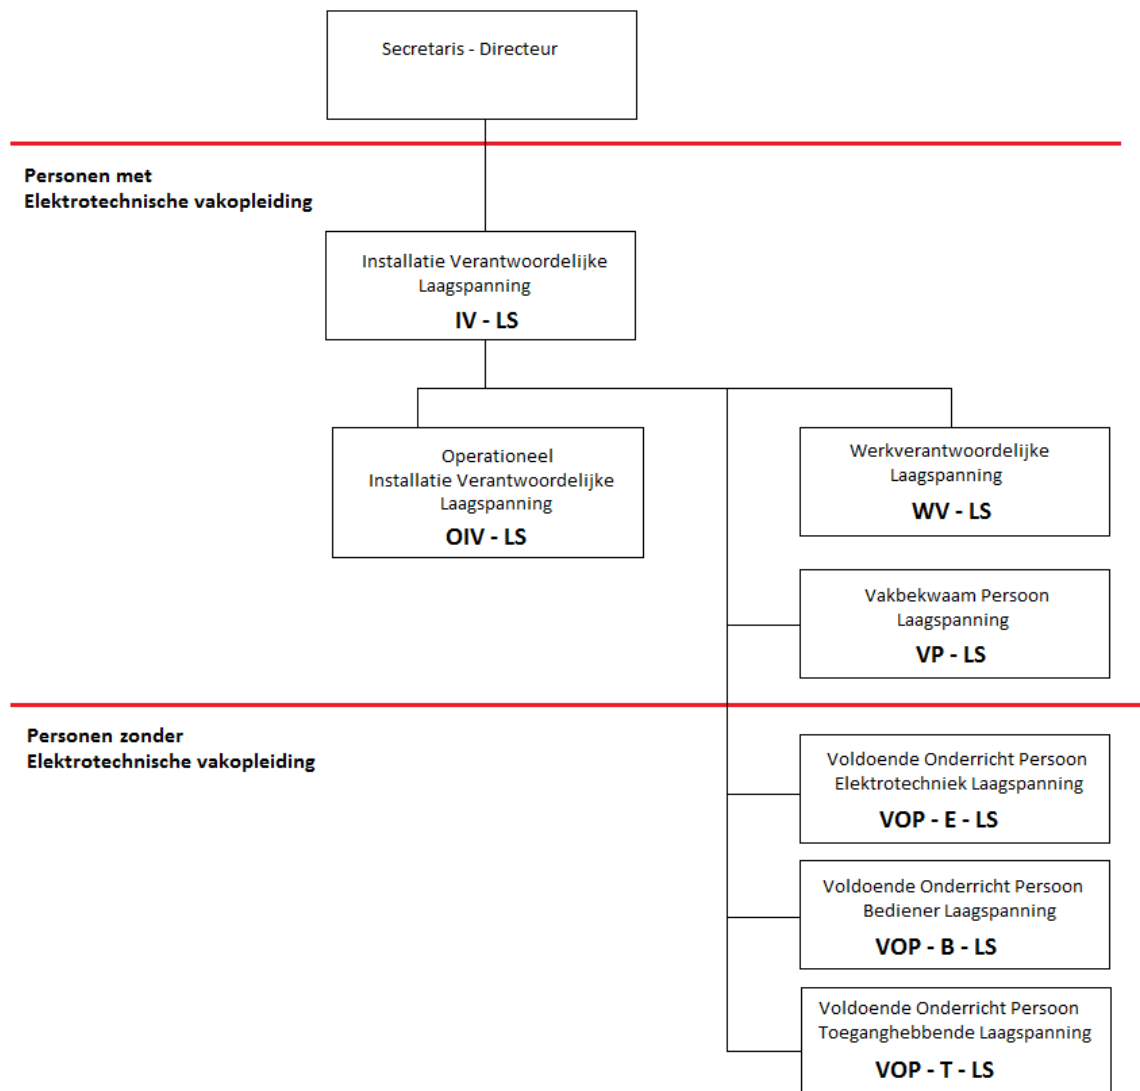 Secretaris - Directeur
Personen met
Elektrotechnische vakopleiding
Installatie Verantwoordelijke
Laagspanning
IV - LS
Operationeel
Installatie Verantwoordelijke
Laagspanning
OIV - LS
Werkverantwoordelijke
Laagspanning
WV - LS
Vakbekwaam Persoon
Laagspanning
VP - LS
Personen zonder
Elektrotechnische vakopleiding
Voldoende Onderricht Persoon
Elektrotechniek Laagspanning
VOP - E - LS
Voldoende Onderricht Persoon
Bediener Laagspanning
VOP - B - LS
Voldoende Onderricht Persoon
Toeganghebbende Laagspanning
VOP - T - LS